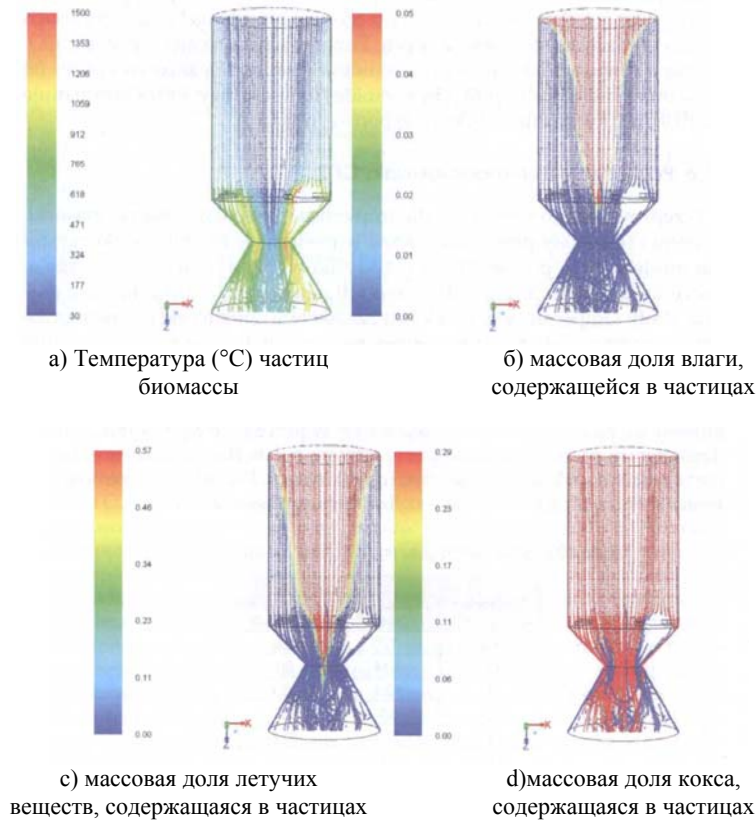 1500
1353
1206
1059
912
765
618
471
324
177
30
X
Z
0.05
0.04
0.03
0.02
0.01
0.00
X
Z
а) Температура (°С) частиц
биомассы
б) массовая доля влаги,
содержащейся в частицах
0.57
0.46
0.34
0.23
0.11
0.00
X
Z
0.29
0.23
0.17
0.11
0.06
0.00
X
Z
с) массовая доля летучих
веществ, содержащаяся в частицах
d)массовая доля кокса,
содержащаяся в частицах